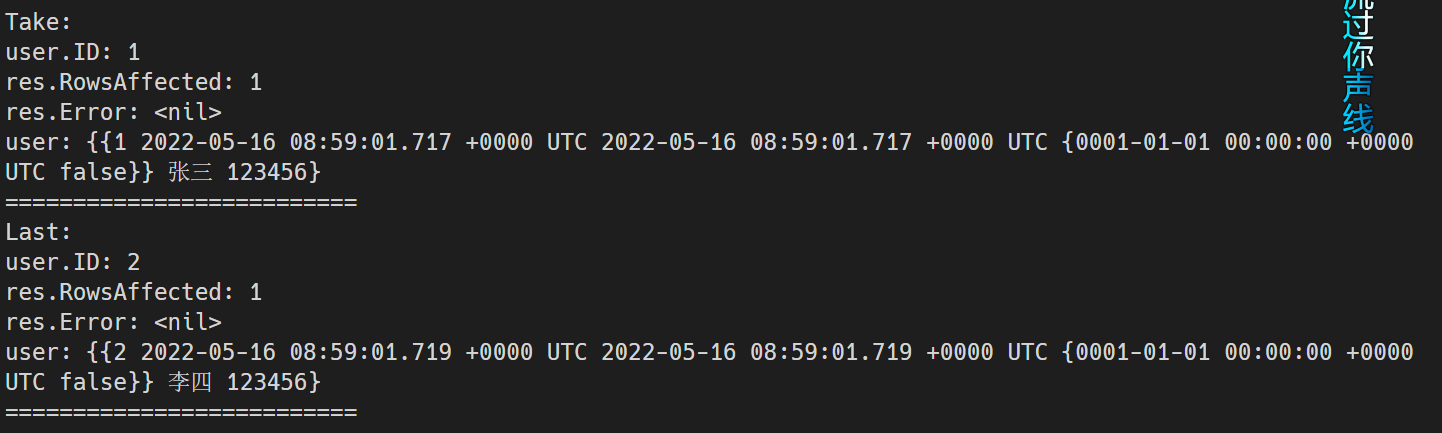 Take:
user.ID: 1
res.RowsAffected: 1
res.Error: <nil>
user: {{1 2022-05-16 08:59:01.717 +0000 UTC 2022-05-16 08:59:01.717 +0000 UTC {0001-01-01 00:00:00 +0000
UTC false}} 张三 123456}
==========================
Last:
user.ID: 2
res.RowsAffected: 1
res.Error: <nil>
user: {{2 2022-05-16 08:59:01.719 +0000 UTC 2022-05-16 08:59:01.719 +0000 UTC {0001-01-01 00:00:00 +0000
UTC false}} 李四 123456}
==========================
流过你声线